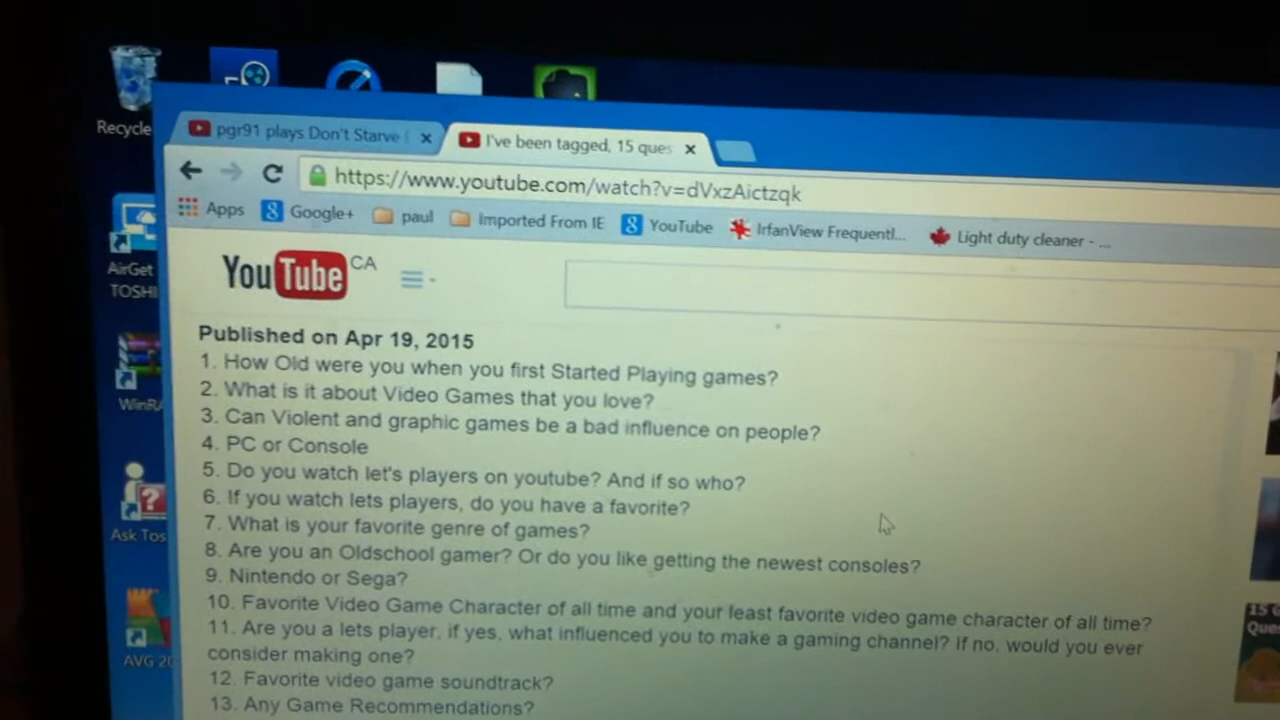 Recycle
pgr91 plays Don't Starve
I've been tagged, 15 ques
https://www.youtube.com/watch?v=dVxzAictzqk
Apps Google+ paul Imported From IE YouTube IrfanView Frequentl... Light duty cleaner - ...
AirGet
TOSHI
YouTube CA
Published on Apr 19, 2015
1. How Old were you when you first Started Playing games?
2. What is it about Video Games that you love?
3. Can Violent and graphic games be a bad influence on people?
WinRA
4. PC or Console
5. Do you watch let's players on youtube? And if so who?
6. If you watch lets players, do you have a favorite?
7. What is your favorite genre of games?
Ask Tos
8. Are you an Oldschool gamer? Or do you like getting the newest consoles?
9. Nintendo or Sega?
10. Favorite Video Game Character of all time and your least favorite video game character of all time?
11. Are you a lets player, if yes, what influenced you to make a gaming channel? If no, would you ever
consider making one?
AVG 20
12. Favorite video game soundtrack?
13. Any Game Recommendations?
15 Q
Ques